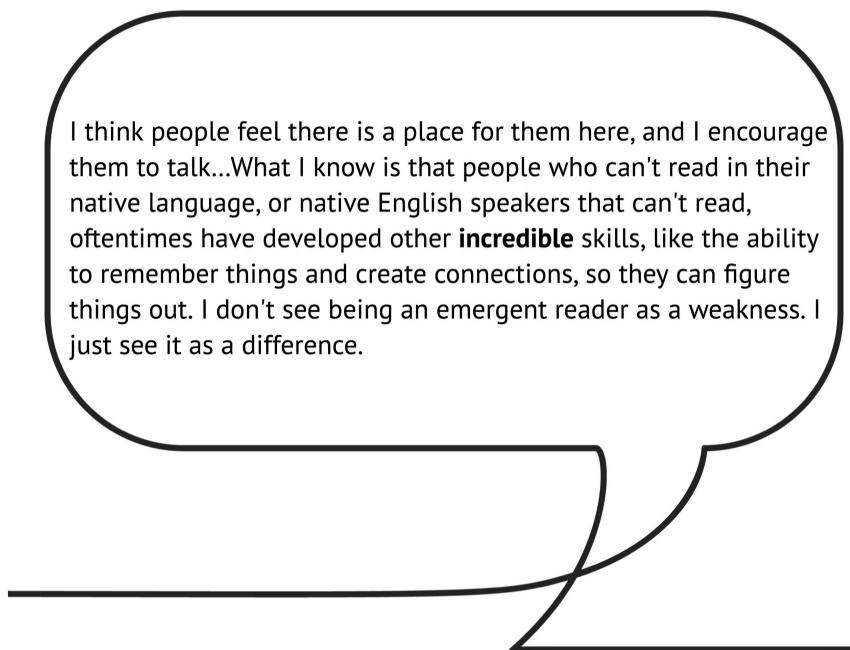 I think people feel there is a place for them here, and I encourage
them to talk...What I know is that people who can't read in their
native language, or native English speakers that can't read,
oftentimes have developed other incredible skills, like the ability
to remember things and create connections, so they can figure
things out. I don't see being an emergent reader as a weakness. I
just see it as a difference.